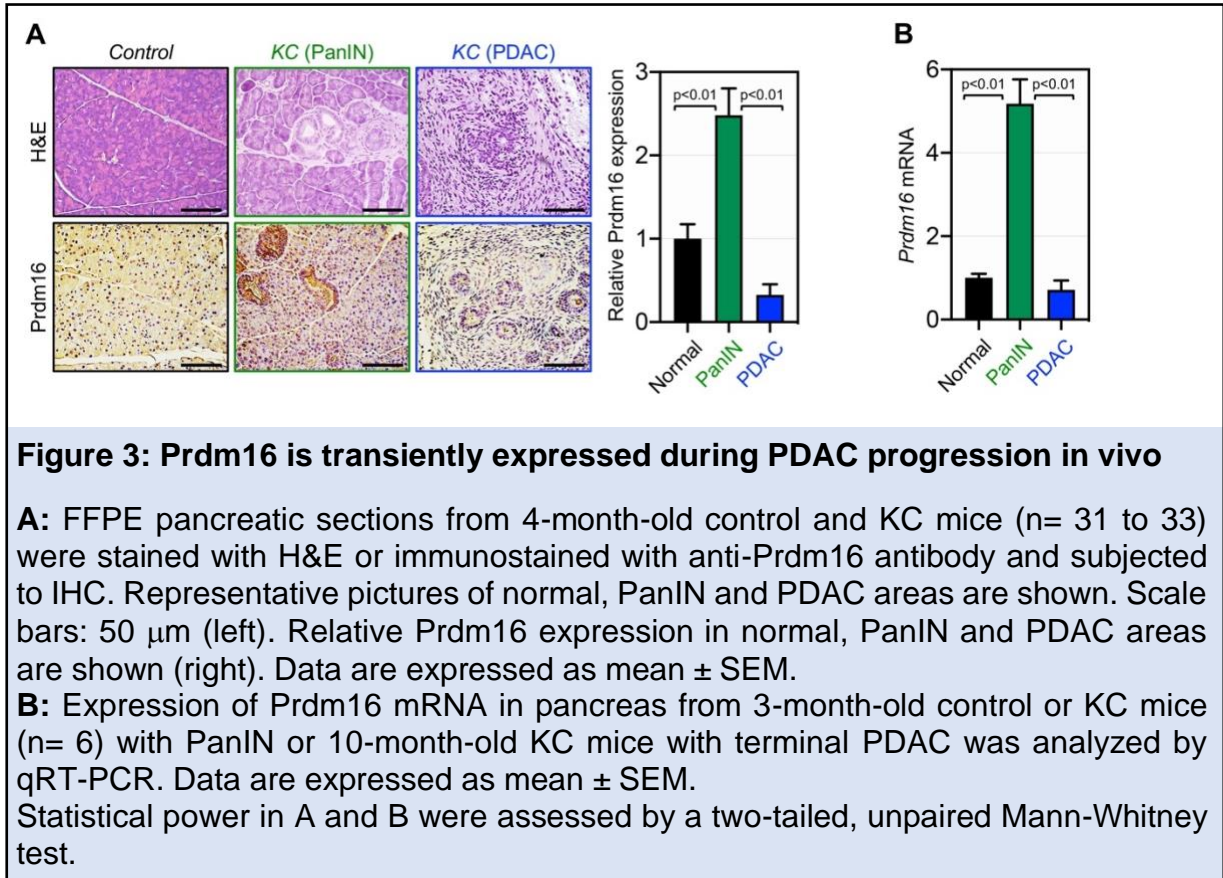 A
Control
KC (PanIN)
KC (PDAC)
H&E
Prdm16
Relative Prdm16 expression
3
2
1
0
p<0.01
p<0.01
Normal
PanIN
PDAC
B
Prdm16 mRNA
6
4
2
0
p<0.01
p<0.01
Normal
PanIN
PDAC
Figure 3: Prdm16 is transiently expressed during PDAC progression in vivo
A: FFPE pancreatic sections from 4-month-old control and KC mice (n= 31 to 33)
were stained with H&E or immunostained with anti-Prdm16 antibody and subjected
to IHC. Representative pictures of normal, PanIN and PDAC areas are shown. Scale
bars: 50 μm (left). Relative Prdm16 expression in normal, PanIN and PDAC areas
are shown (right). Data are expressed as mean ± SEM.
B: Expression of Prdm16 mRNA in pancreas from 3-month-old control or KC mice
(n= 6) with PanIN or 10-month-old KC mice with terminal PDAC was analyzed by
qRT-PCR. Data are expressed as mean ± SEM.
Statistical power in A and B were assessed by a two-tailed, unpaired Mann-Whitney
test.